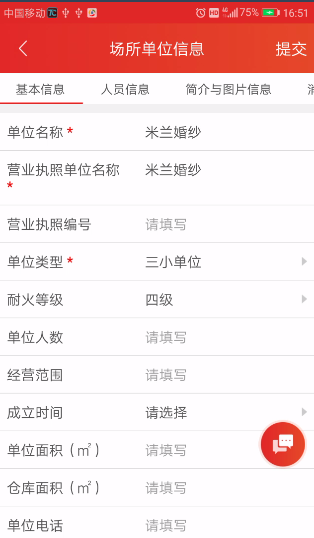 中国移动 75% 16:51
场所单位信息 提交
基本信息 人员信息 简介与图片信息
单位名称 * 米兰婚纱
营业执照单位名称 米兰婚纱
*
营业执照编号 请填写
单位类型 * 三小单位
耐火等级 四级
单位人数 请填写
经营范围 请填写
成立时间 请选择
单位面积（㎡） 请填写
仓库面积（㎡） 请填写
单位电话 请填写